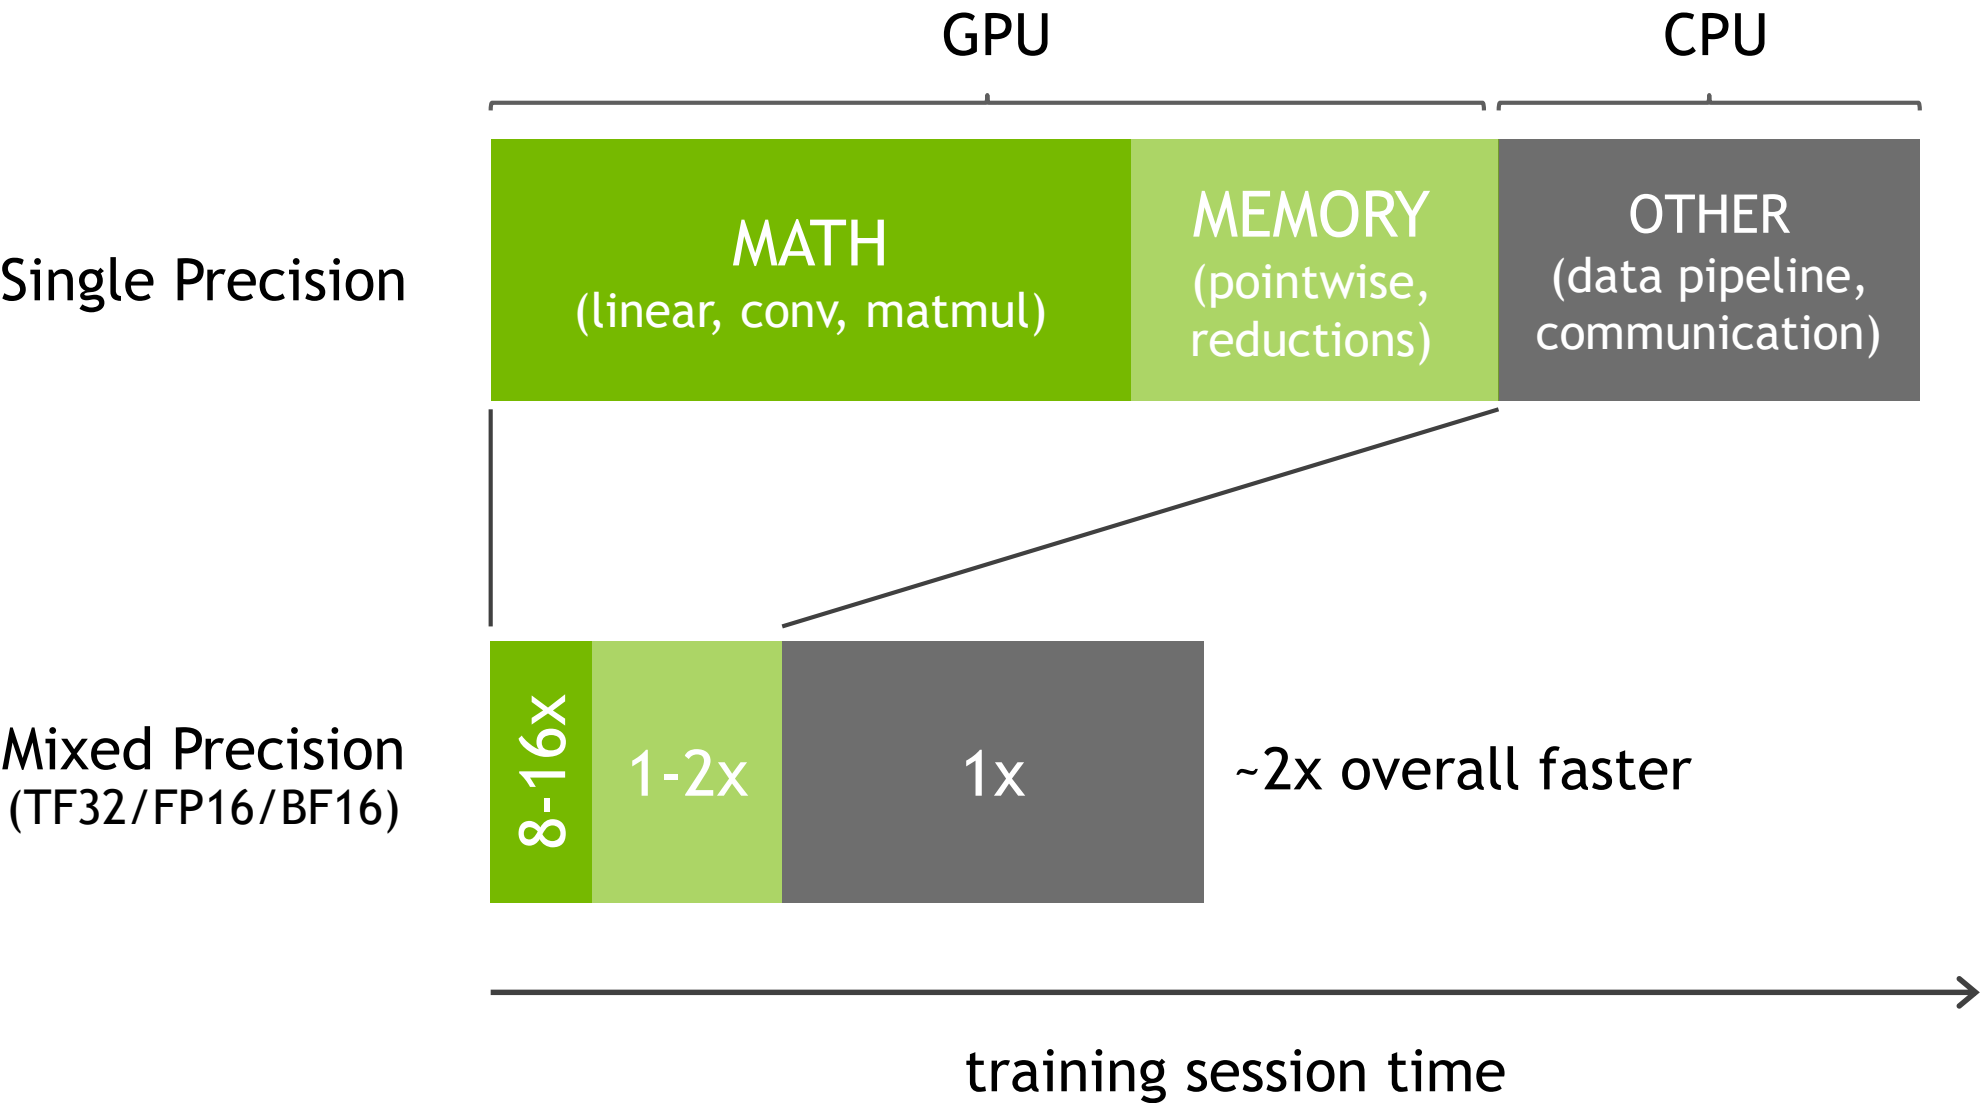 GPU
CPU
Single Precision
MATH
(linear, conv, matmul)
MEMORY
(pointwise,
reductions)
OTHER
(data pipeline,
communication)
Mixed Precision
(TF32/FP16/BF16)
8-16x
1-2x
1x
~2x overall faster
training session time